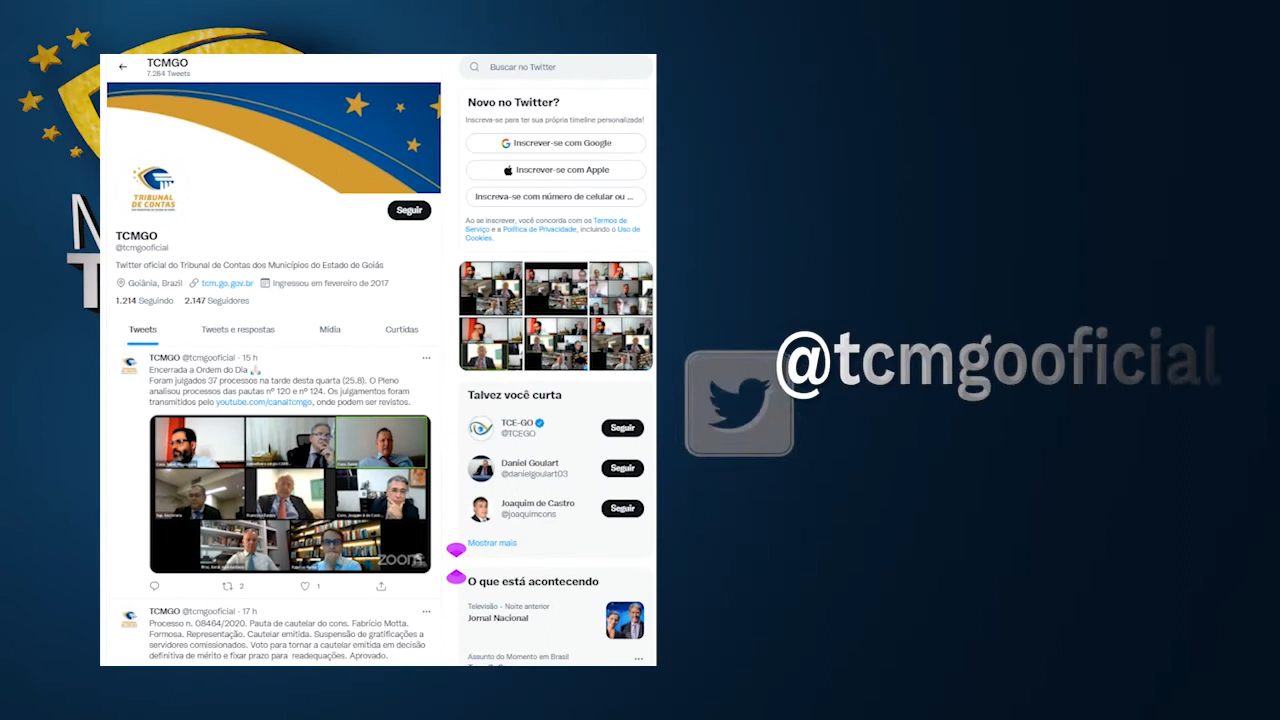 TCMGO
7.284 Tweets
TRIBUNAL
DE CONTAS
Seguir
TCMGO
@tcmgooficial
Twitter oficial do Tribunal de Contas dos Municípios do Estado de Goiás
Goiânia, Brazil tcm.go.gov.br Ingressou em fevereiro de 2017
1.214 Seguindo 2.147 Seguidores
Tweets Tweets e respostas Mídia Curtidas
TCMGO @tcmgooficial · 15 h
Encerrada a Ordem do Dia 🙏🏻
Foram julgados 37 processos na tarde desta quarta (25.8). O Pleno
analisou processos das pautas nº 120 e nº 124. Os julgamentos foram
transmitidos pelo youtube.com/canaltcmgo, onde podem ser revistos.
zoom
2
1
TCMGO @tcmgooficial · 17 h
Processo n. 08464/2020. Pauta de cautelar do cons. Fabrício Motta.
Formosa. Representação. Cautelar emitida. Suspensão de gratificações a
servidores comissionados. Voto para tornar a cautelar emitida em decisão
definitiva de mérito e fixar prazo para readequações. Aprovado.
Buscar no Twitter
Novo no Twitter?
Inscreva-se para ter sua própria timeline personalizada!
Inscrever-se com Google
Inscrever-se com Apple
Inscreva-se com número de celular ou ...
Ao se inscrever, você concorda com os Termos de
Serviço e a Política de Privacidade, incluindo o Uso de
Cookies.
Talvez você curta
TCE-GO
@TCEGO
Seguir
Daniel Goulart
@danielgoulart03
Seguir
Joaquim de Castro
@joaquimcons
Seguir
Mostrar mais
O que está acontecendo
Televisão · Noite anterior
Jornal Nacional
Assunto do Momento em Brasil
@tcmgooficial